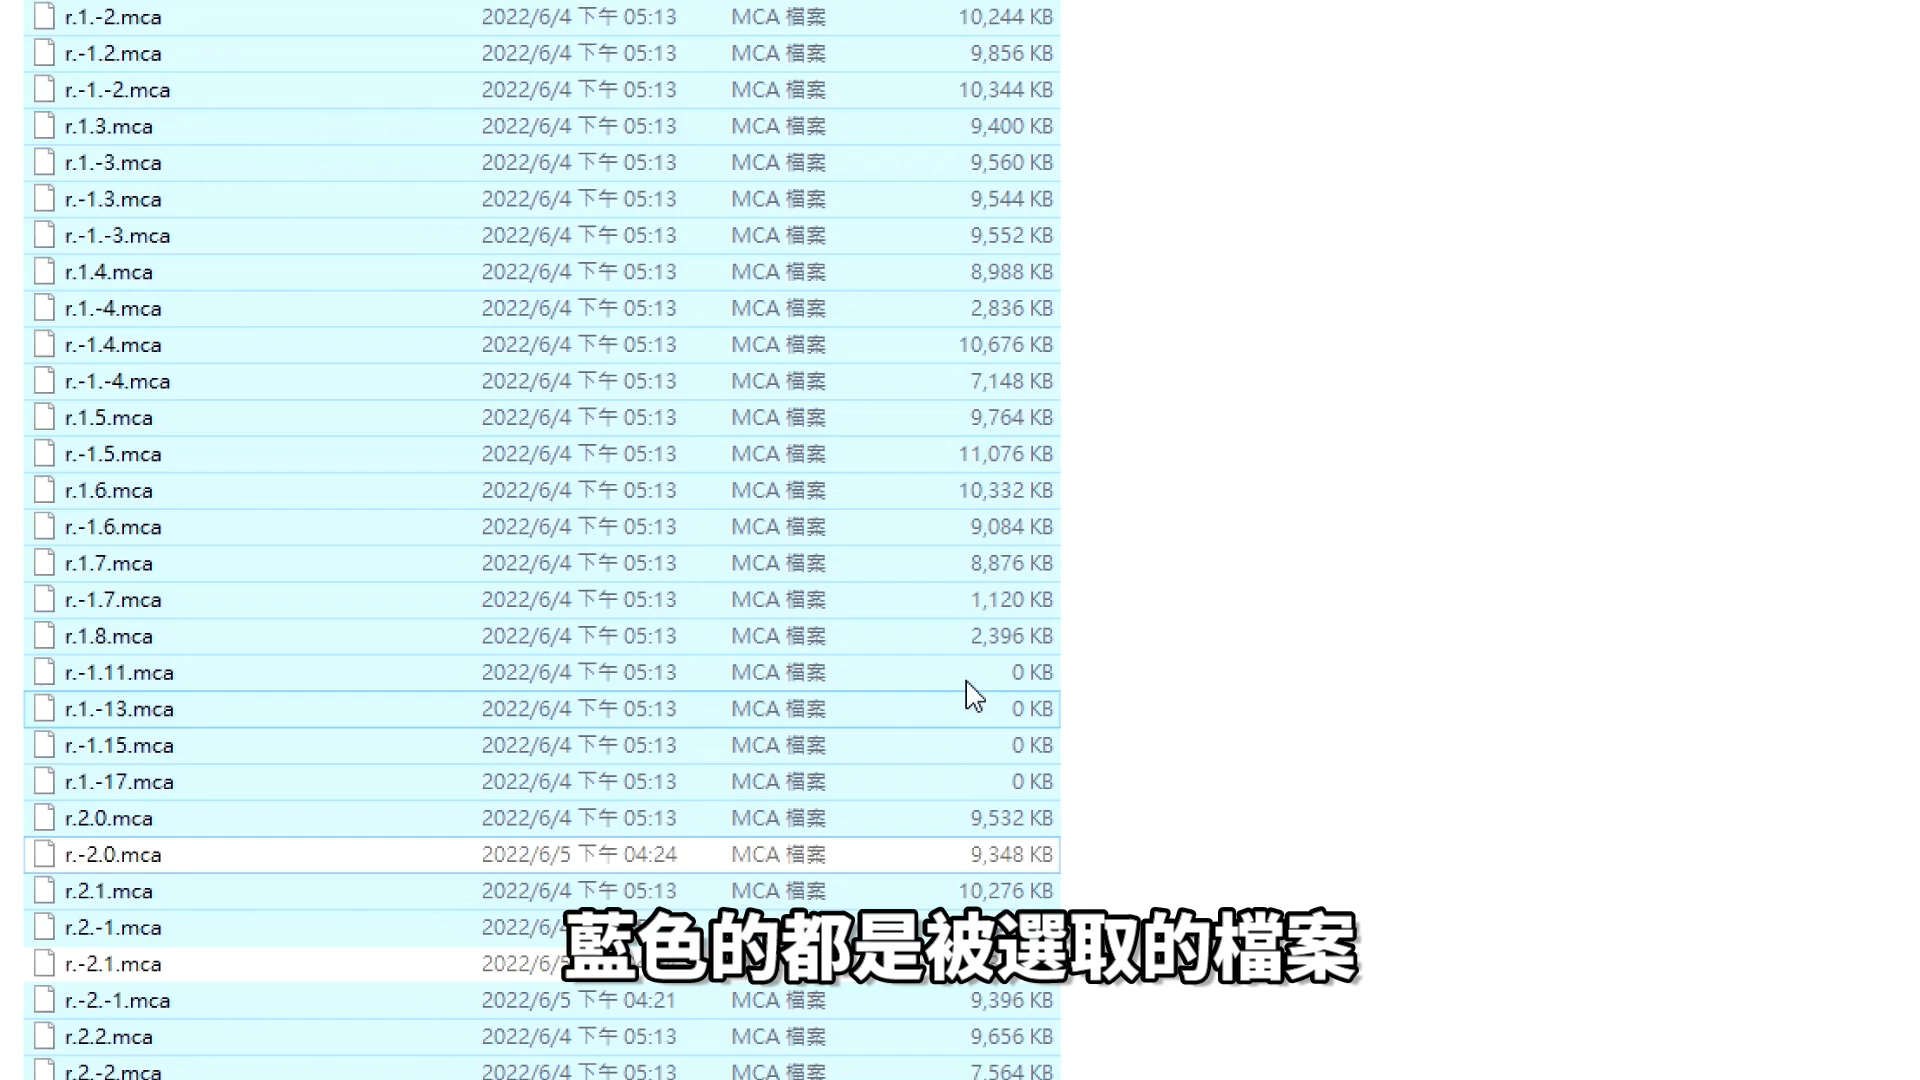 r.1.-2.mca 2022/6/4 下午 05:13 MCA 檔案 10,244 KB
r.-1.2.mca 2022/6/4 下午 05:13 MCA 檔案 9,856 KB
r.-1.-2.mca 2022/6/4 下午 05:13 MCA 檔案 10,344 KB
r.1.3.mca 2022/6/4 下午 05:13 MCA 檔案 9,400 KB
r.1.-3.mca 2022/6/4 下午 05:13 MCA 檔案 9,560 KB
r.-1.3.mca 2022/6/4 下午 05:13 MCA 檔案 9,544 KB
r.-1.-3.mca 2022/6/4 下午 05:13 MCA 檔案 9,552 KB
r.1.4.mca 2022/6/4 下午 05:13 MCA 檔案 8,988 KB
r.1.-4.mca 2022/6/4 下午 05:13 MCA 檔案 2,836 KB
r.-1.4.mca 2022/6/4 下午 05:13 MCA 檔案 10,676 KB
r.-1.-4.mca 2022/6/4 下午 05:13 MCA 檔案 7,148 KB
r.1.5.mca 2022/6/4 下午 05:13 MCA 檔案 9,764 KB
r.-1.5.mca 2022/6/4 下午 05:13 MCA 檔案 11,076 KB
r.1.6.mca 2022/6/4 下午 05:13 MCA 檔案 10,332 KB
r.-1.6.mca 2022/6/4 下午 05:13 MCA 檔案 9,084 KB
r.1.7.mca 2022/6/4 下午 05:13 MCA 檔案 8,876 KB
r.-1.7.mca 2022/6/4 下午 05:13 MCA 檔案 1,120 KB
r.1.8.mca 2022/6/4 下午 05:13 MCA 檔案 2,396 KB
r.-1.11.mca 2022/6/4 下午 05:13 MCA 檔案 0 KB
r.1.-13.mca 2022/6/4 下午 05:13 MCA 檔案 0 KB
r.-1.15.mca 2022/6/4 下午 05:13 MCA 檔案 0 KB
r.1.-17.mca 2022/6/4 下午 05:13 MCA 檔案 0 KB
r.2.0.mca 2022/6/4 下午 05:13 MCA 檔案 9,532 KB
r.-2.0.mca 2022/6/5 下午 04:24 MCA 檔案 9,348 KB
r.2.1.mca 2022/6/4 下午 05:13 MCA 檔案 10,276 KB
r.2.-1.mca
藍色的都是被選取的檔案
r.-2.1.mca
r.-2.-1.mca 2022/6/5 下午 04:21 MCA 檔案 9,396 KB
r.2.2.mca 2022/6/4 下午 05:13 MCA 檔案 9,656 KB
r.2.-2.mca 2022/6/4 下午 05:13 MCA 檔案 7,564 KB